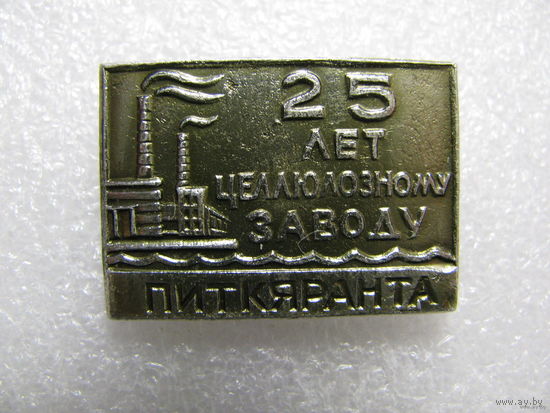 25
ЛЕТ
ЦЕЛЛЮЛОЗНОМУ
ЗАВОДУ
ПИТКЯРАНТА
www.ay.by